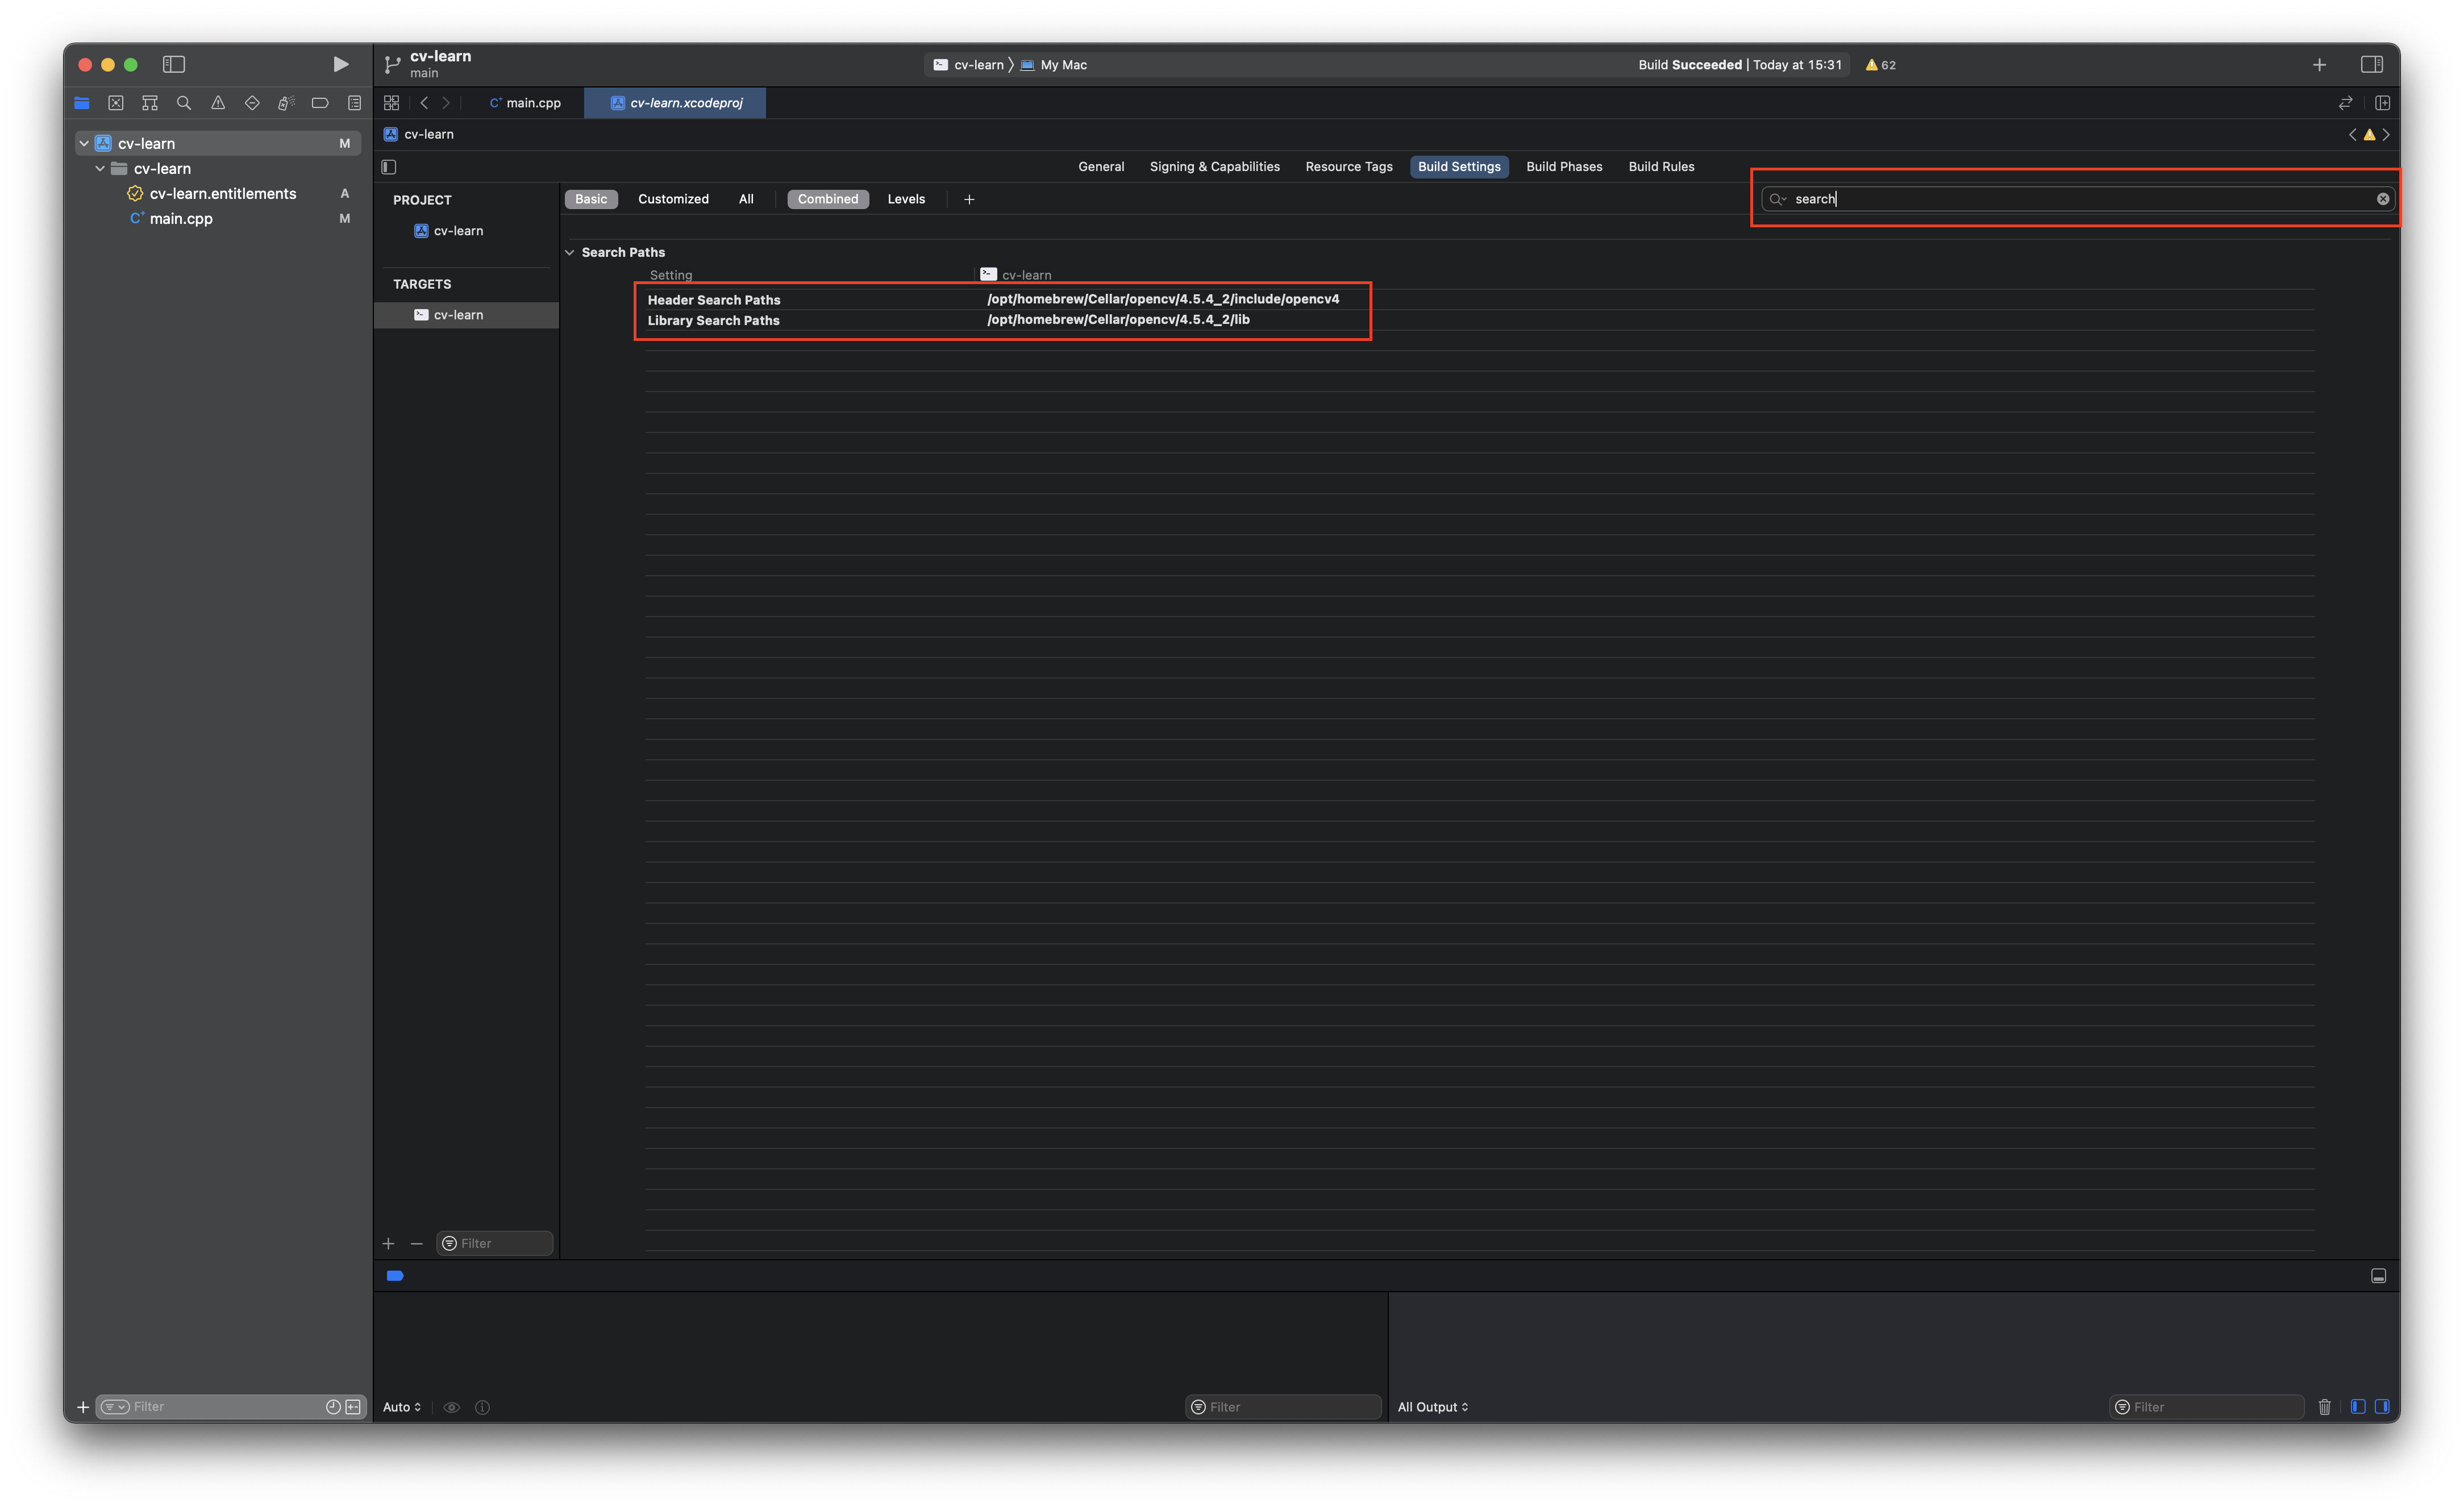 cv-learn
main
cv-learn 〉 My Mac
Build Succeeded | Today at 15:31
62
main.cpp
cv-learn.xcodeproj
cv-learn
cv-learn M
cv-learn
cv-learn.entitlements A
main.cpp M
General Signing & Capabilities Resource Tags Build Settings Build Phases Build Rules
PROJECT
cv-learn
TARGETS
cv-learn
Basic Customized All Combined Levels
search
Search Paths
Setting cv-learn
Header Search Paths /opt/homebrew/Cellar/opencv/4.5.4_2/include/opencv4
Library Search Paths /opt/homebrew/Cellar/opencv/4.5.4_2/lib
Filter
Filter
Auto
Filter
All Output
Filter